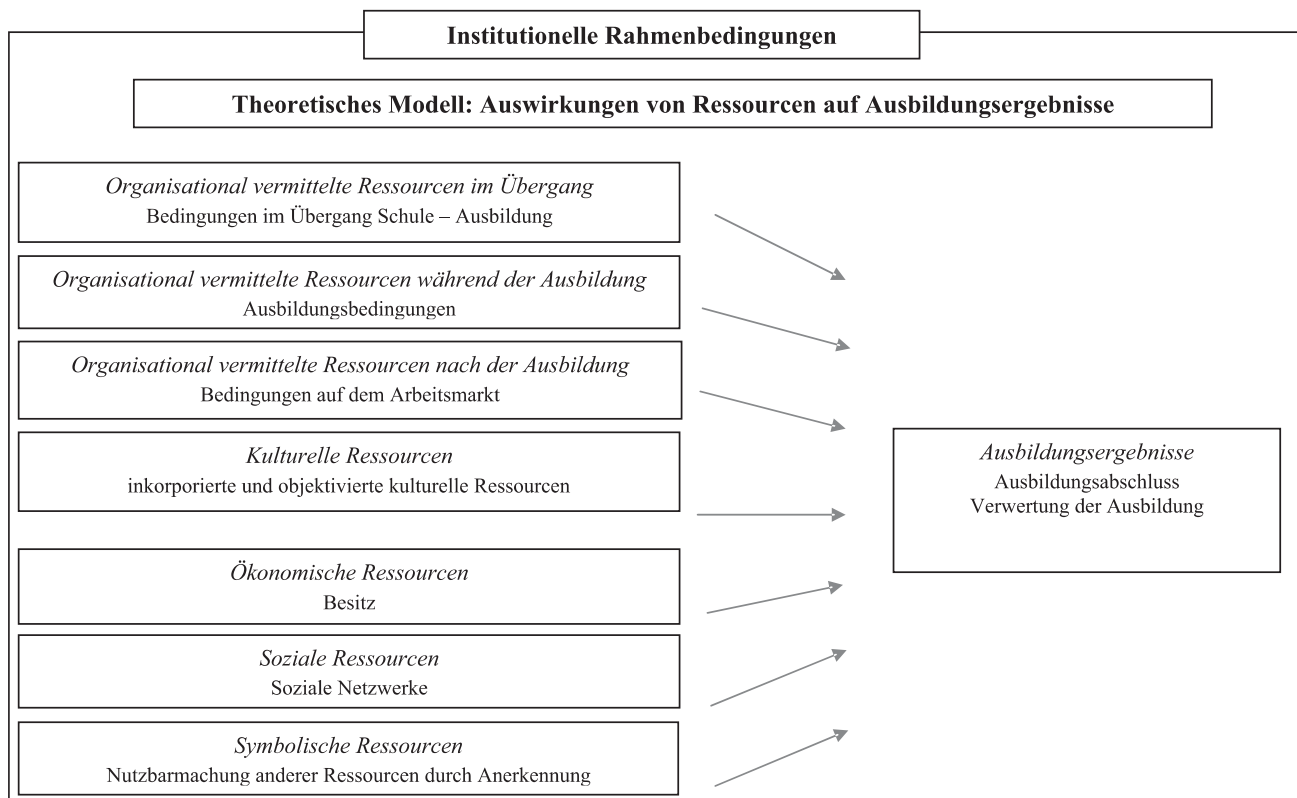 Institutionelle Rahmenbedingungen
Theoretisches Modell: Auswirkungen von Ressourcen auf Ausbildungsergebnisse
Organisational vermittelte Ressourcen im Übergang
Bedingungen im Übergang Schule – Ausbildung
Organisational vermittelte Ressourcen während der Ausbildung
Ausbildungsbedingungen
Organisational vermittelte Ressourcen nach der Ausbildung
Bedingungen auf dem Arbeitsmarkt
Kulturelle Ressourcen
inkorporierte und objektivierte kulturelle Ressourcen
Ökonomische Ressourcen
Besitz
Soziale Ressourcen
Soziale Netzwerke
Symbolische Ressourcen
Nutzbarmachung anderer Ressourcen durch Anerkennung
Ausbildungsergebnisse
Ausbildungsabschluss
Verwertung der Ausbildung